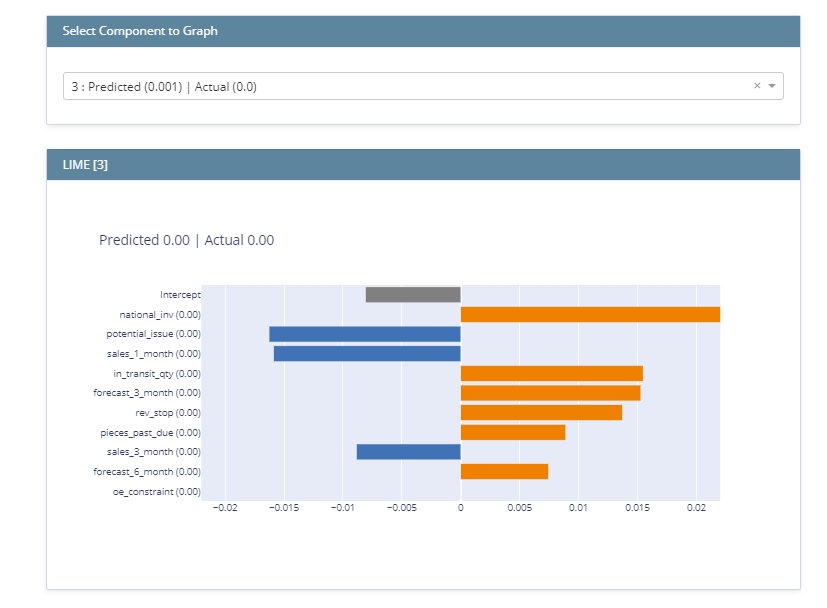 Select Component to Graph
3 : Predicted (0.001) | Actual (0.0)
LIME [3]
Predicted 0.00 | Actual 0.00
Intercept
national_inv (0.00)
potential_issue (0.00)
sales_1_month (0.00)
in_transit_qty (0.00)
forecast_3_month (0.00)
rev_stop (0.00)
pieces_past_due (0.00)
sales_3_month (0.00)
forecast_6_month (0.00)
oe_constraint (0.00)
−0.02 −0.015 −0.01 −0.005 0 0.005 0.01 0.015 0.02